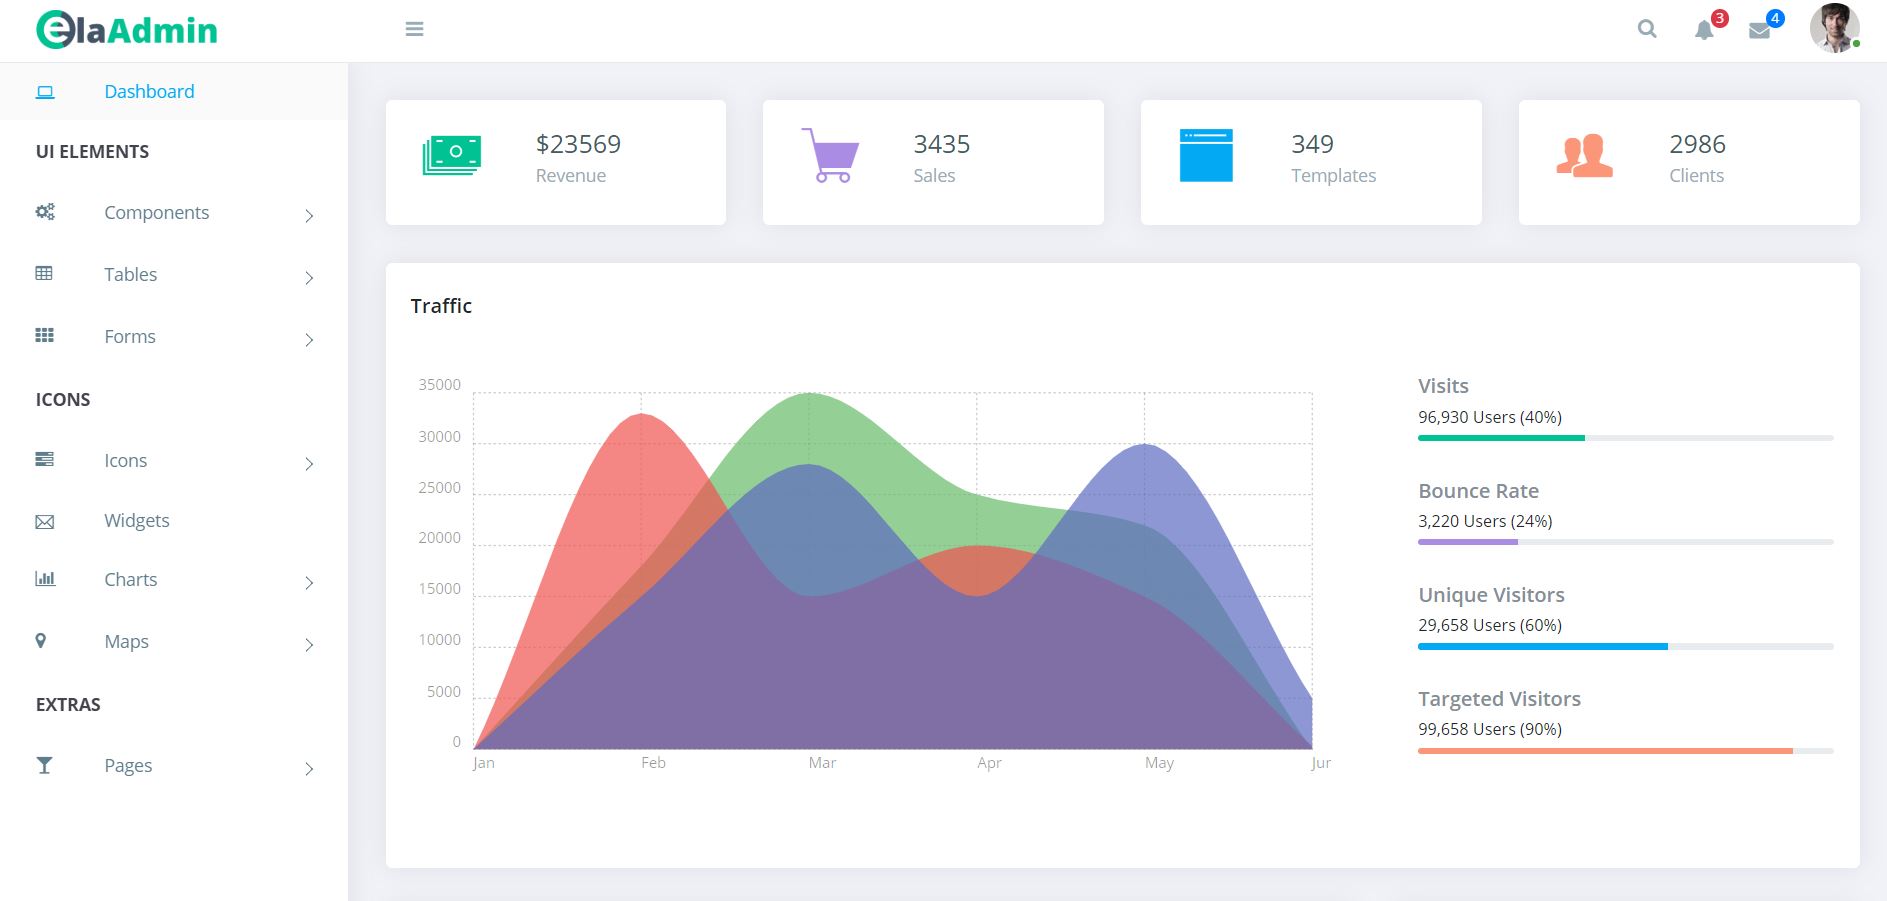 elaAdmin
3
4
Dashboard
UI ELEMENTS
Components
Tables
Forms
ICONS
Icons
Widgets
Charts
Maps
EXTRAS
Pages
$23569
Revenue
3435
Sales
349
Templates
2986
Clients
Traffic
35000
30000
25000
20000
15000
10000
5000
0
Jan
Feb
Mar
Apr
May
Jur
Visits
96,930 Users (40%)
Bounce Rate
3,220 Users (24%)
Unique Visitors
29,658 Users (60%)
Targeted Visitors
99,658 Users (90%)